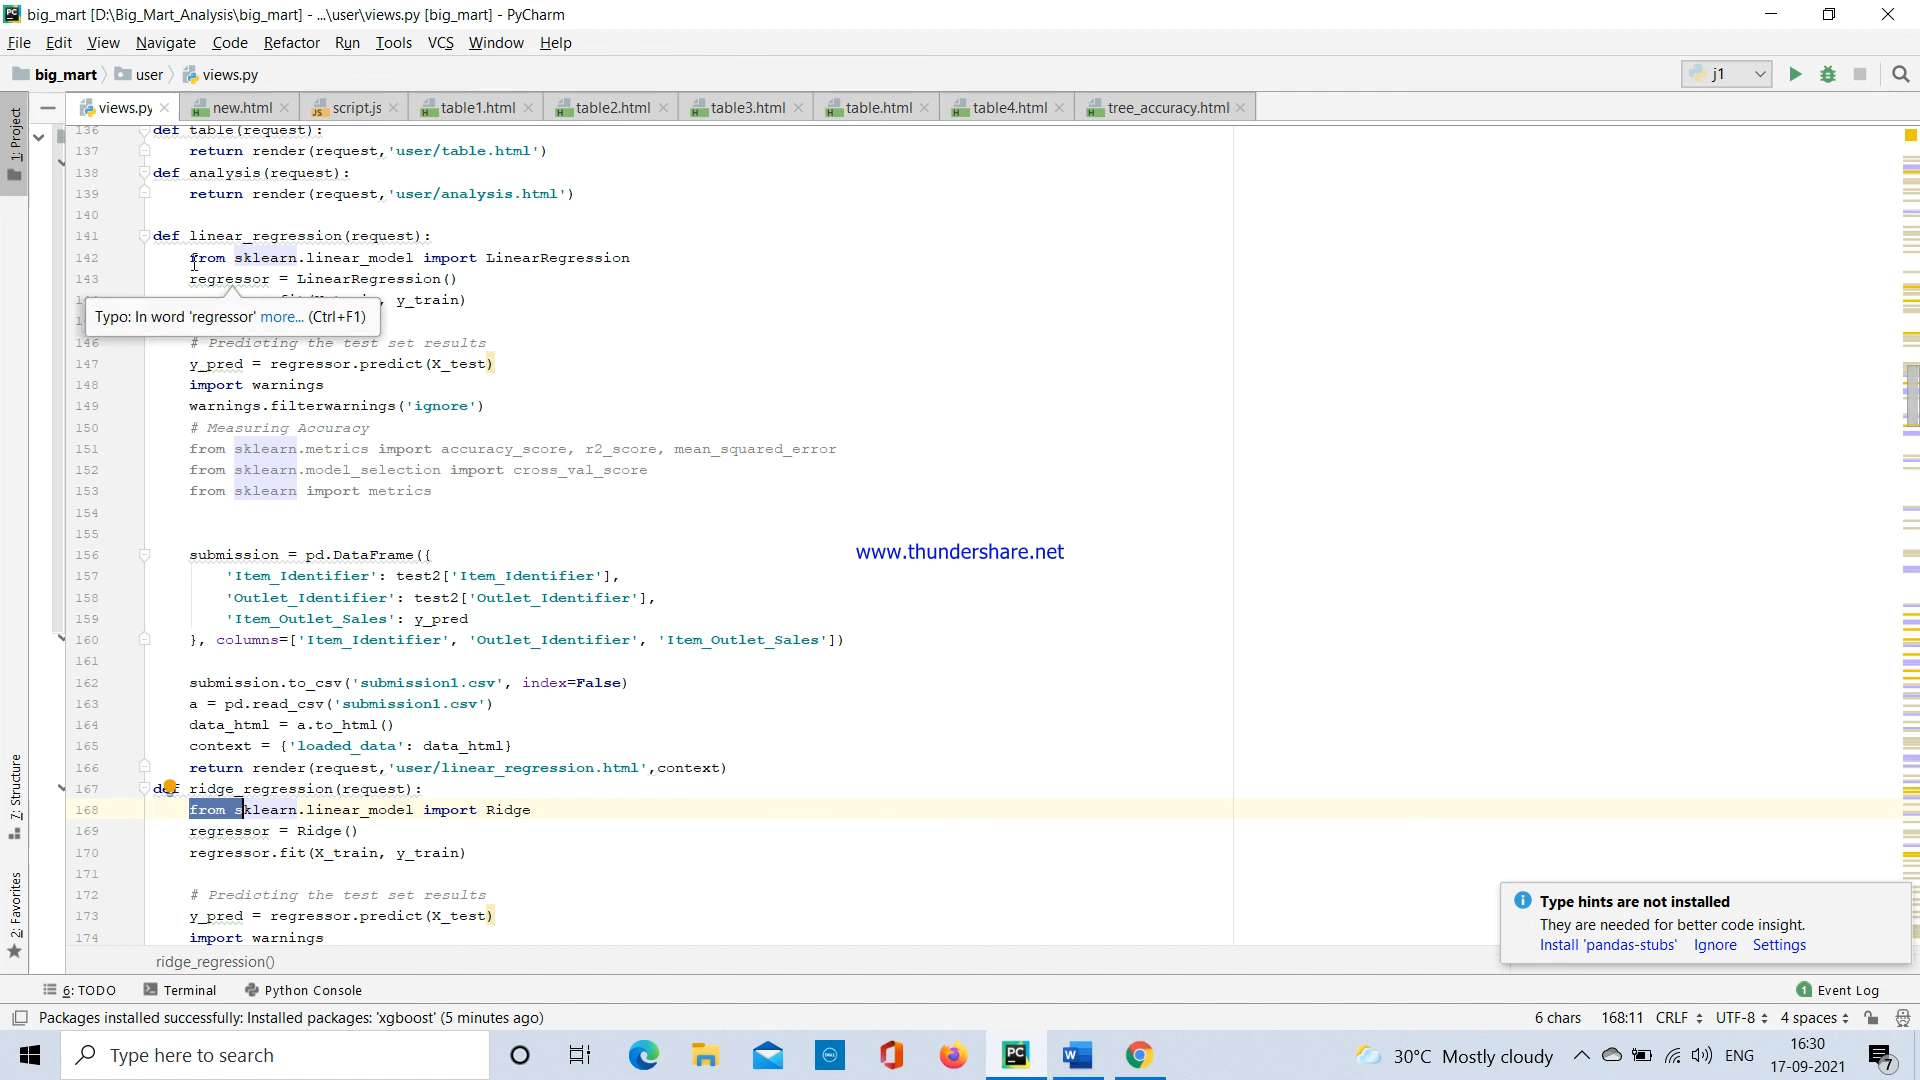 big_mart [D:\Big_Mart_Analysis\big_mart] - ...\user\views.py [big_mart] - PyCharm
File Edit View Navigate Code Refactor Run Tools VCS Window Help
big_mart user views.py j1
views.py new.html script.js table1.html table2.html table3.html table.html table4.html tree_accuracy.html
1: Project
136 def table(request):
137 return render(request,'user/table.html')
138 def analysis(request):
139 return render(request,'user/analysis.html')
140
141 def linear_regression(request):
142 from sklearn.linear_model import LinearRegression
143 regressor = LinearRegression()
y_train)
Typo: In word 'regressor' more... (Ctrl+F1)
146 # Predicting the test set results
147 y_pred = regressor.predict(X_test)
148 import warnings
149 warnings.filterwarnings('ignore')
150 # Measuring Accuracy
151 from sklearn.metrics import accuracy_score, r2_score, mean_squared_error
152 from sklearn.model_selection import cross_val_score
153 from sklearn import metrics
154
155
www.thundershare.net
156 submission = pd.DataFrame({
157 'Item_Identifier': test2['Item_Identifier'],
158 'Outlet_Identifier': test2['Outlet_Identifier'],
159 'Item_Outlet_Sales': y_pred
160 }, columns=['Item_Identifier', 'Outlet_Identifier', 'Item_Outlet_Sales'])
161
162 submission.to_csv('submission1.csv', index=False)
163 a = pd.read_csv('submission1.csv')
164 data_html = a.to_html()
165 context = {'loaded_data': data_html}
166 return render(request,'user/linear_regression.html',context)
167 def ridge_regression(request):
168 from sklearn.linear_model import Ridge
169 regressor = Ridge()
170 regressor.fit(X_train, y_train)
171
172 # Predicting the test set results
173 y_pred = regressor.predict(X_test)
174 import warnings
7: Structure
2: Favorites
Type hints are not installed
They are needed for better code insight.
Install 'pandas-stubs' Ignore Settings
ridge_regression()
6: TODO Terminal Python Console 1 Event Log
Packages installed successfully: Installed packages: 'xgboost' (5 minutes ago) 6 chars 168:11 CRLF UTF-8 4 spaces
Type here to search
30°C Mostly cloudy ENG
16:30
17-09-2021
7